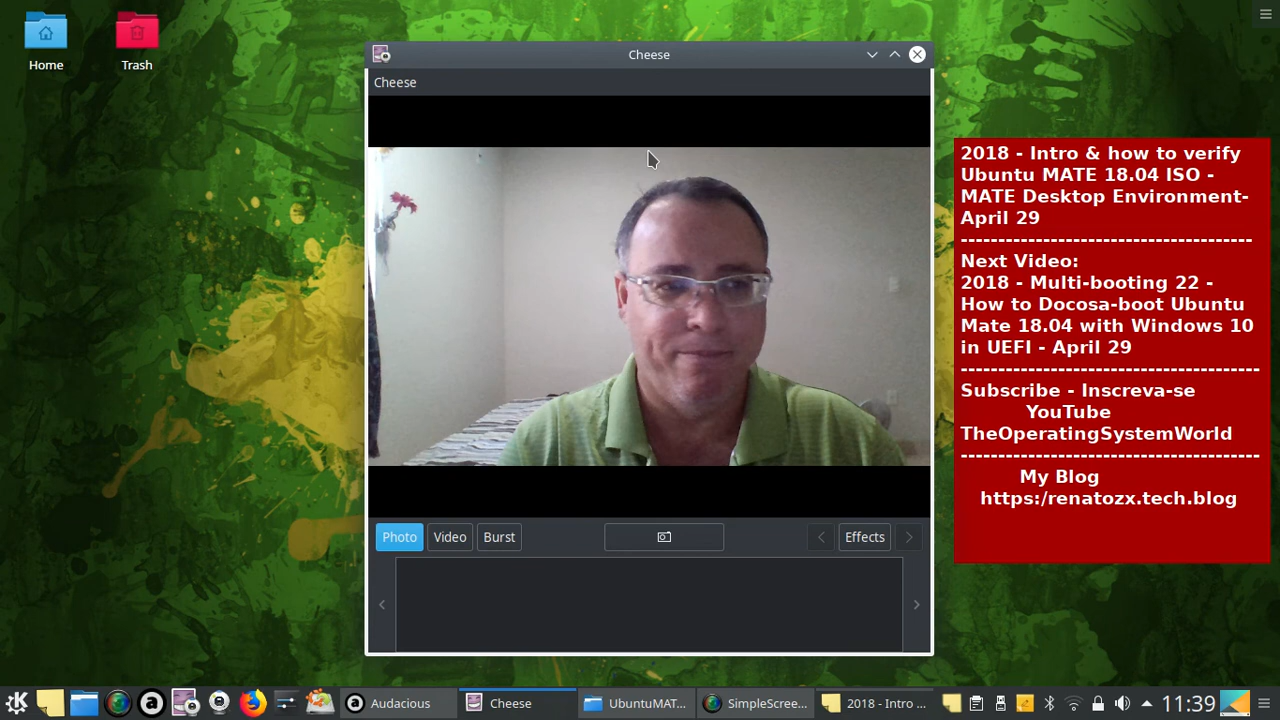 Home
Trash
Cheese
Cheese
Photo
Video
Burst
Effects
2018 - Intro & how to verify
Ubuntu MATE 18.04 ISO -
MATE Desktop Environment-
April 29
---------------------------------------
Next Video:
2018 - Multi-booting 22 -
How to Docosa-boot Ubuntu
Mate 18.04 with Windows 10
in UEFI - April 29
----------------------------------------
Subscribe - Inscreva-se
YouTube
TheOperatingSystemWorld
----------------------------------------
My Blog
https:/renatozx.tech.blog
Audacious
Cheese
UbuntuMAT...
SimpleScree...
2018 - Intro ...
11:39